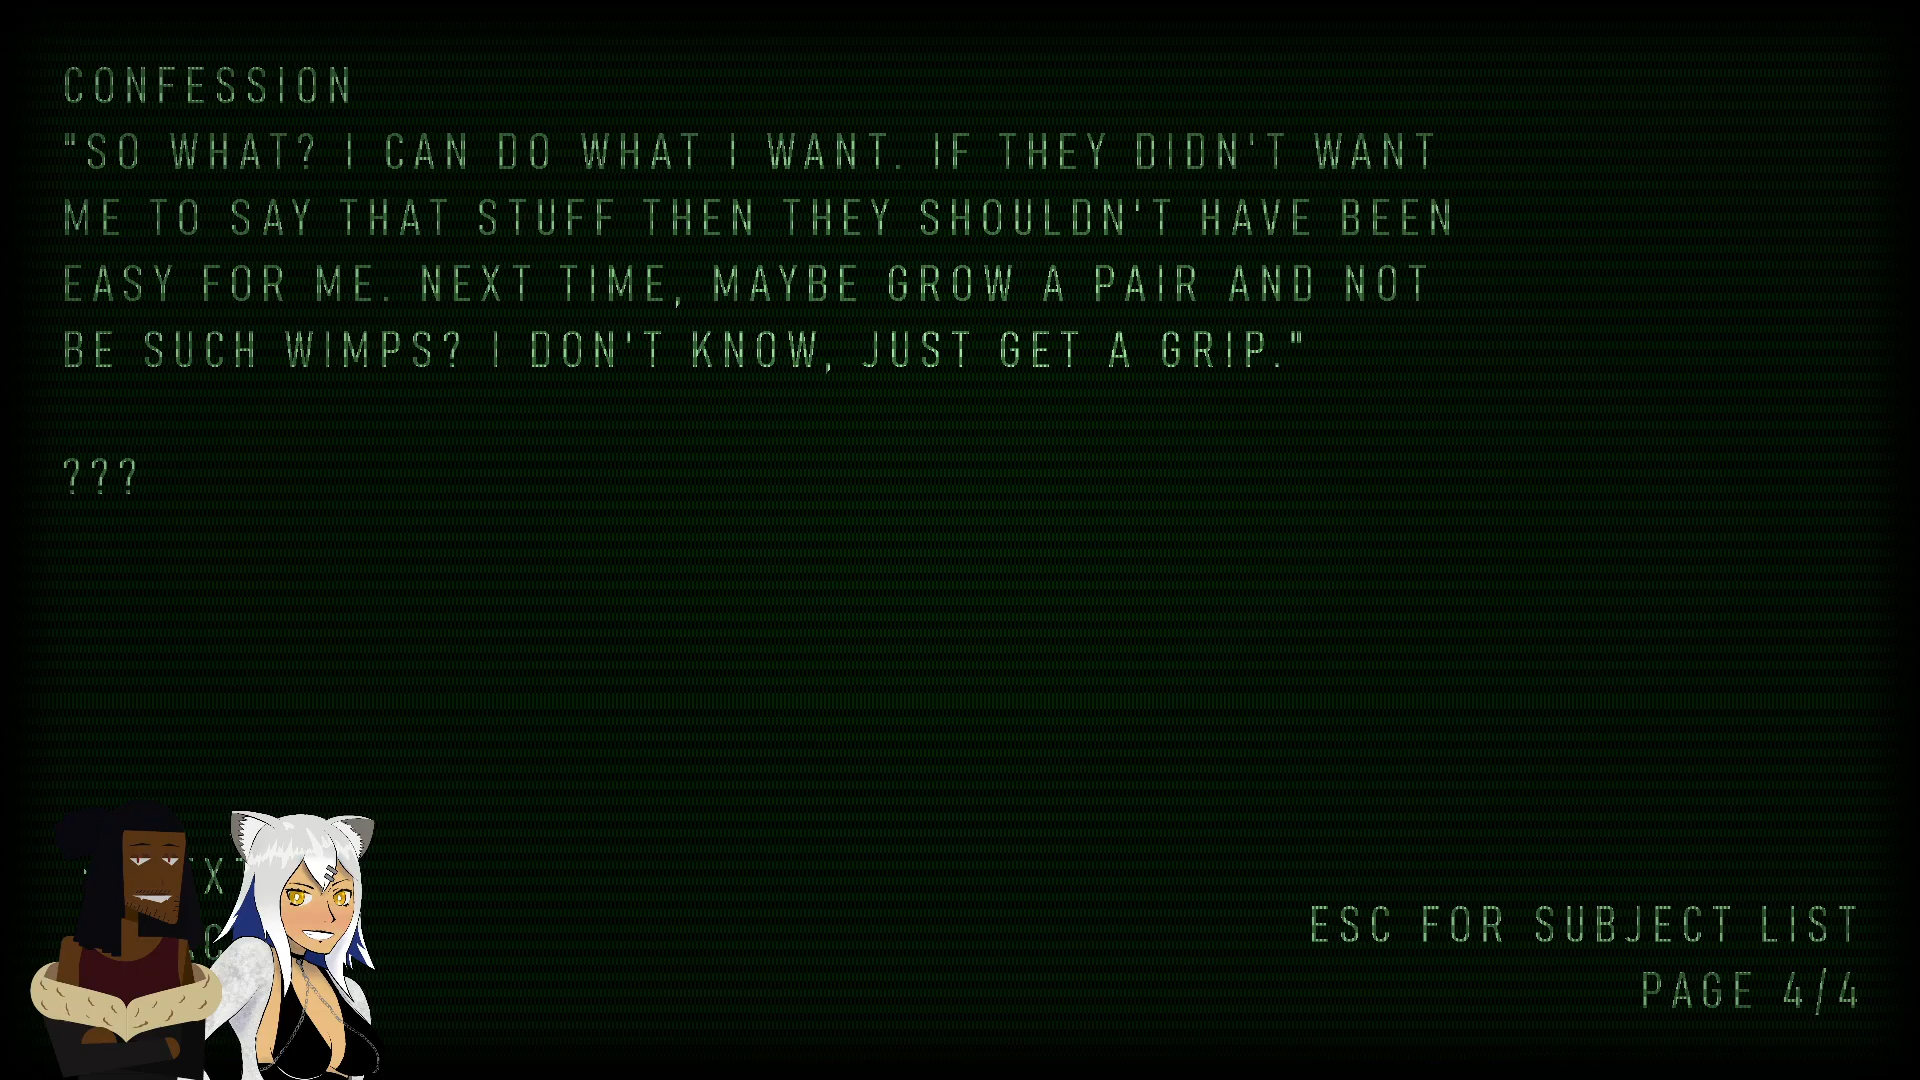 CONFESSION
"SO WHAT? I CAN DO WHAT I WANT. IF THEY DIDN'T WANT
ME TO SAY THAT STUFF THEN THEY SHOULDN'T HAVE BEEN
EASY FOR ME. NEXT TIME, MAYBE GROW A PAIR AND NOT
BE SUCH WIMPS? I DON'T KNOW, JUST GET A GRIP."
???
ESC FOR SUBJECT LIST
PAGE 4/4